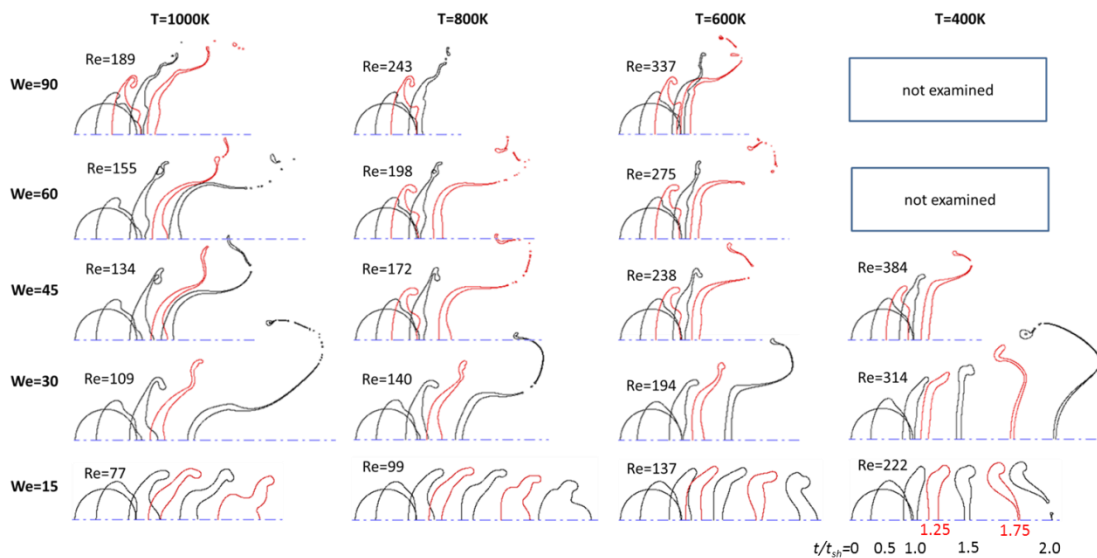 T=1000K T=800K T=600K T=400K
We=90 Re=189 Re=243 Re=337 not examined
We=60 Re=155 Re=198 Re=275 not examined
We=45 Re=134 Re=172 Re=238 Re=384
We=30 Re=109 Re=140 Re=194 Re=314
We=15 Re=77 Re=99 Re=137 Re=222
1.25 1.75
t/tsh=0 0.5 1.0 1.5 2.0